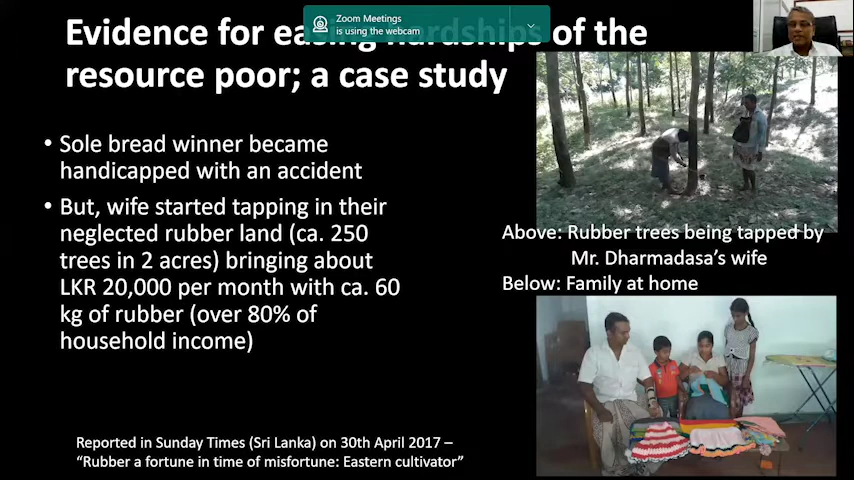 Evidence for easing hardships of the
resource poor; a case study
Zoom Meetings
is using the webcam
• Sole bread winner became
handicapped with an accident
• But, wife started tapping in their
neglected rubber land (ca. 250
trees in 2 acres) bringing about
LKR 20,000 per month with ca. 60
kg of rubber (over 80% of
household income)
Above: Rubber trees being tapped by
Mr. Dharmadasa’s wife
Below: Family at home
Reported in Sunday Times (Sri Lanka) on 30th April 2017 –
“Rubber a fortune in time of misfortune: Eastern cultivator”